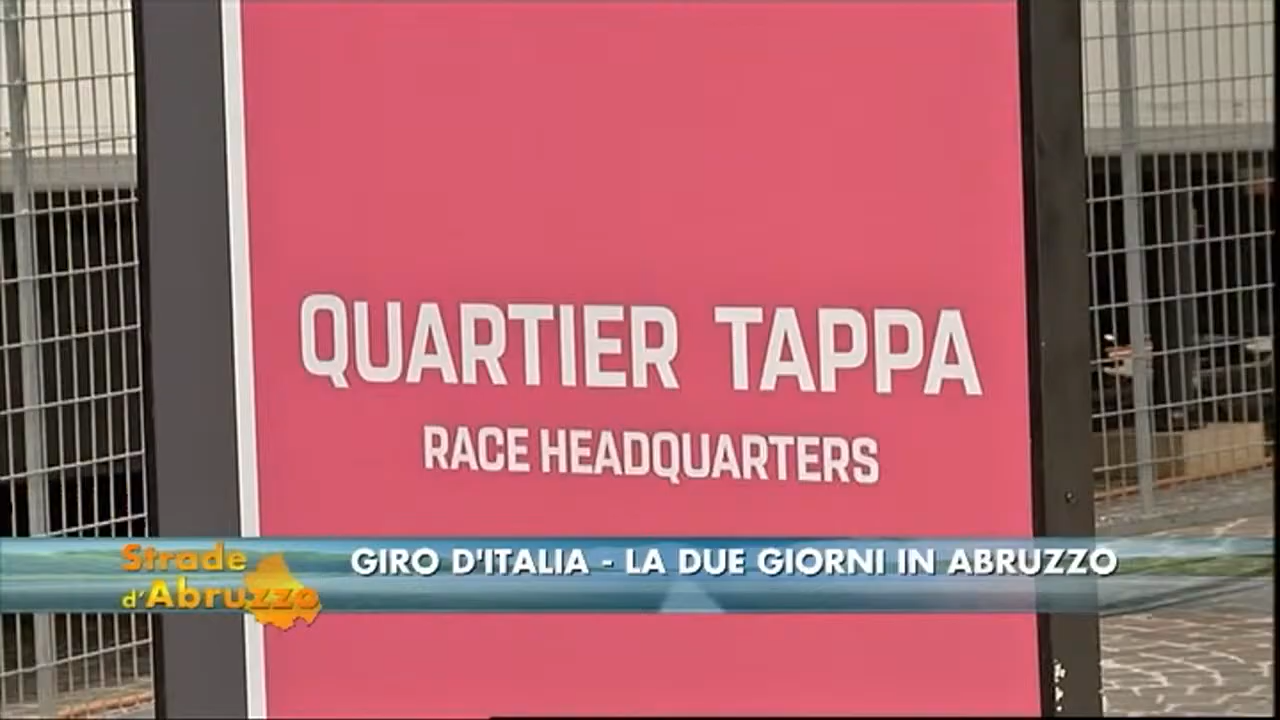 QUARTIER TAPPA
RACE HEADQUARTERS
Strade
d'Abruzzo
GIRO D'ITALIA - LA DUE GIORNI IN ABRUZZO